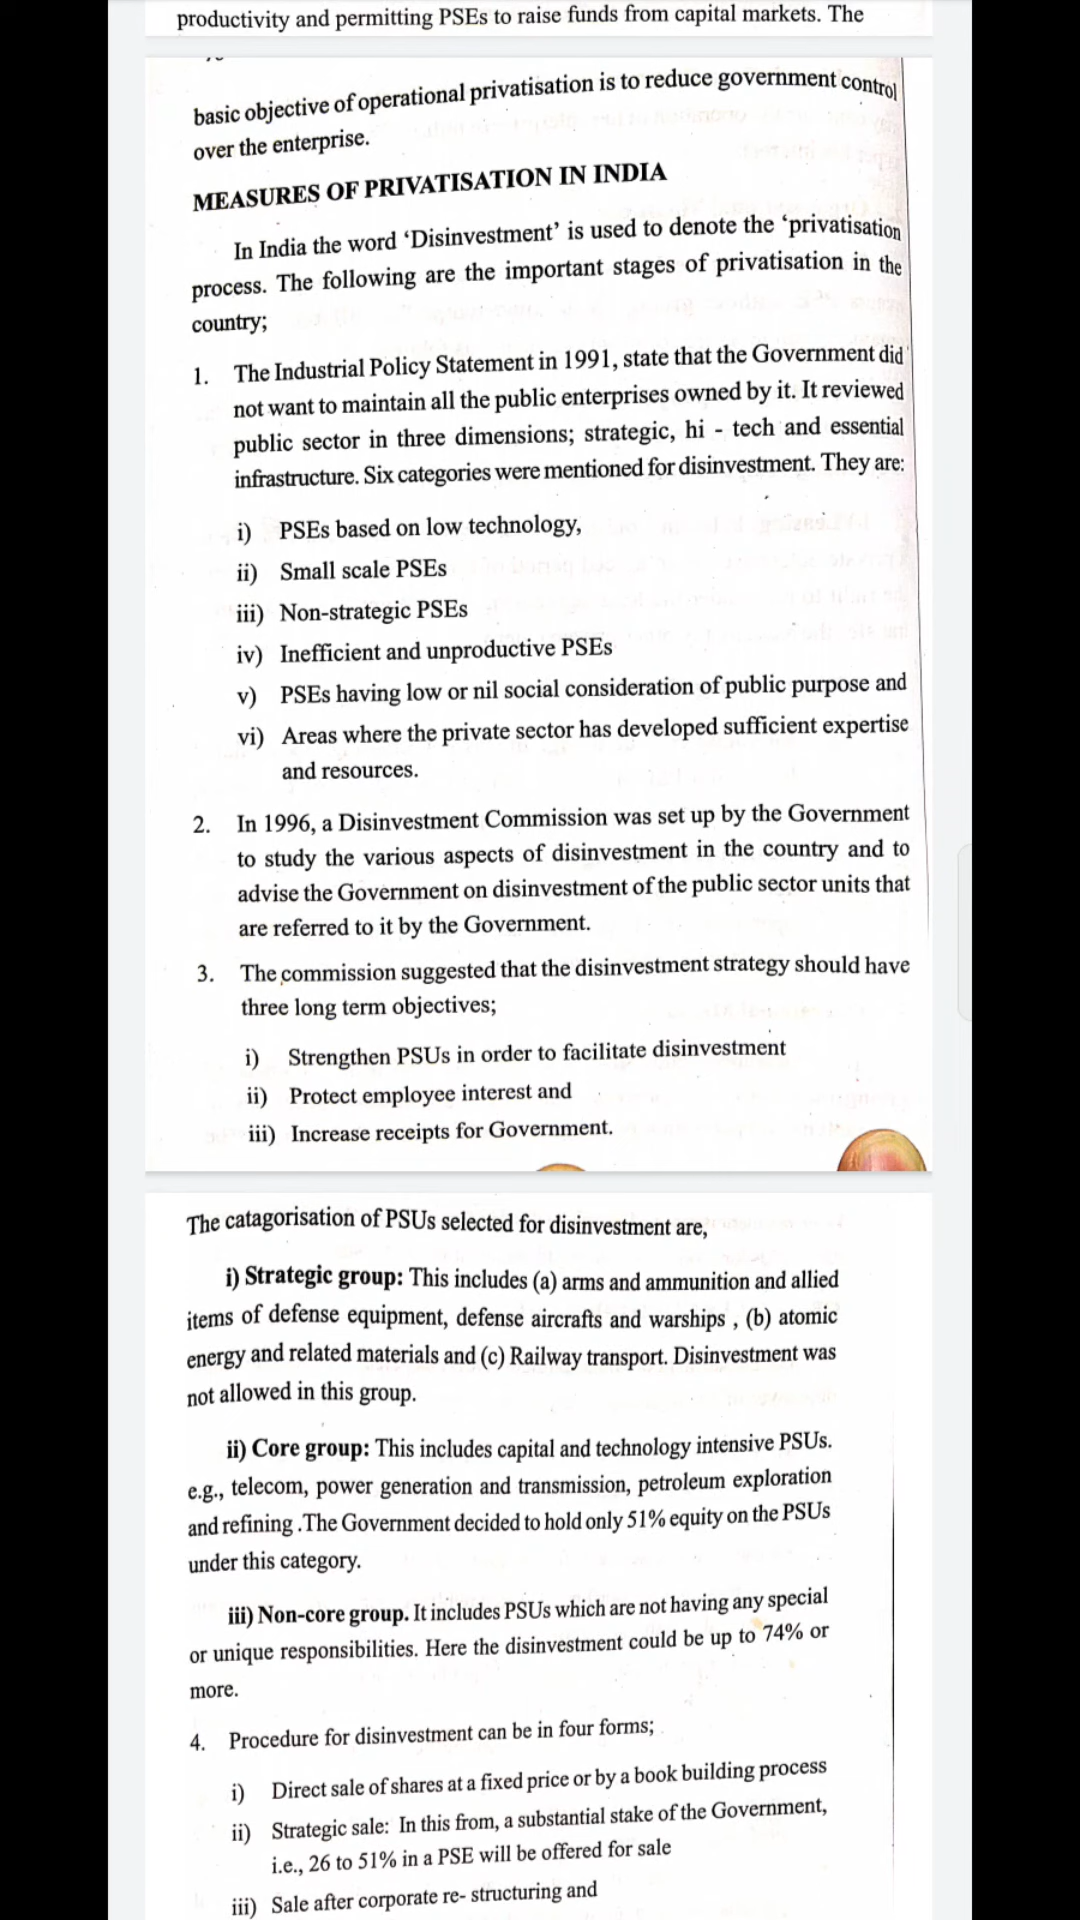 productivity and permitting PSEs to raise funds from capital markets. The
basic objective of operational privatisation is to reduce government control
over the enterprise.
MEASURES OF PRIVATISATION IN INDIA
In India the word ‘Disinvestment’ is used to denote the ‘privatisation
process. The following are the important stages of privatisation in the
country;
1. The Industrial Policy Statement in 1991, state that the Government did
not want to maintain all the public enterprises owned by it. It reviewed
public sector in three dimensions; strategic, hi - tech and essential
infrastructure. Six categories were mentioned for disinvestment. They are:
i) PSEs based on low technology,
ii) Small scale PSEs
iii) Non-strategic PSEs
iv) Inefficient and unproductive PSEs
v) PSEs having low or nil social consideration of public purpose and
vi) Areas where the private sector has developed sufficient expertise
and resources.
2. In 1996, a Disinvestment Commission was set up by the Government
to study the various aspects of disinvestment in the country and to
advise the Government on disinvestment of the public sector units that
are referred to it by the Government.
3. The commission suggested that the disinvestment strategy should have
three long term objectives;
i) Strengthen PSUs in order to facilitate disinvestment
ii) Protect employee interest and
iii) Increase receipts for Government.
The catagorisation of PSUs selected for disinvestment are,
i) Strategic group: This includes (a) arms and ammunition and allied
items of defense equipment, defense aircrafts and warships , (b) atomic
energy and related materials and (c) Railway transport. Disinvestment was
not allowed in this group.
ii) Core group: This includes capital and technology intensive PSUs.
e.g., telecom, power generation and transmission, petroleum exploration
and refining .The Government decided to hold only 51% equity on the PSUs
under this category.
iii) Non-core group. It includes PSUs which are not having any special
or unique responsibilities. Here the disinvestment could be up to 74% or
more.
4. Procedure for disinvestment can be in four forms;
i) Direct sale of shares at a fixed price or by a book building process
ii) Strategic sale: In this from, a substantial stake of the Government,
i.e., 26 to 51% in a PSE will be offered for sale
iii) Sale after corporate re- structuring and